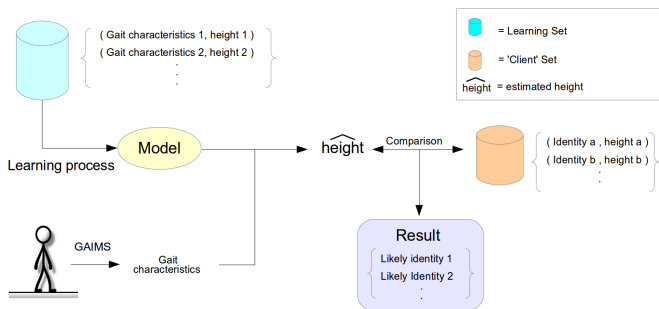 ( Gait characteristics 1, height 1 )
( Gait characteristics 2, height 2 )
.
.
.
= Learning Set
= 'Client' Set
height = estimated height
Learning process
Model
height
Comparison
( Identity a , height a )
( Identity b , height b )
.
.
GAIMS
Gait
characteristics
Result
Likely identity 1
Likely Identity 2
.
.